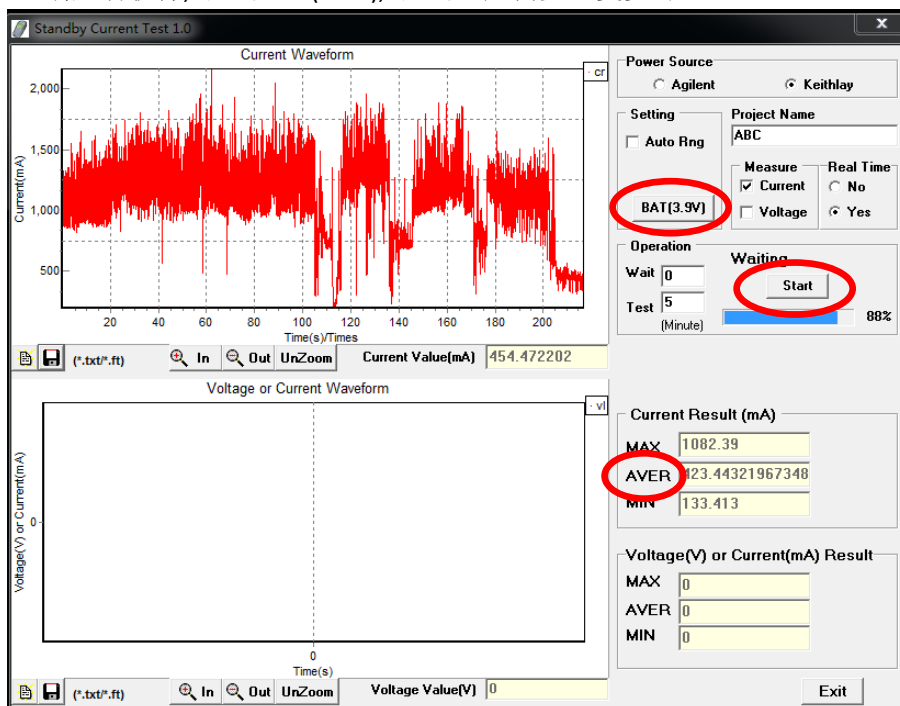 Standby Current Test 1.0
x
Current Waveform
cr
2,000
1,500
1,000
500
Current(mA)
20 40 60 80 100 120 140 160 180 200
Time(s)/Times
(*.txt/*.ft) In Out UnZoom Current Value(mA) 454.472202
Voltage or Current Waveform
vl
Voltage(V) or Current(mA)
0
0
Time(s)
(*.txt/*.ft) In Out UnZoom Voltage Value(V) 0
Power Source
Agilent Keithlay
Setting
Auto Rng
BAT(3.9V)
Project Name
ABC
Measure
Current
Voltage
Real Time
No
Yes
Operation
Wait 0
Test 5
(Minute)
Waiting
Start
88%
Current Result (mA)
MAX 1082.39
AVER 423.44321967348
MIN 133.413
Voltage(V) or Current(mA) Result
MAX 0
AVER 0
MIN 0
Exit